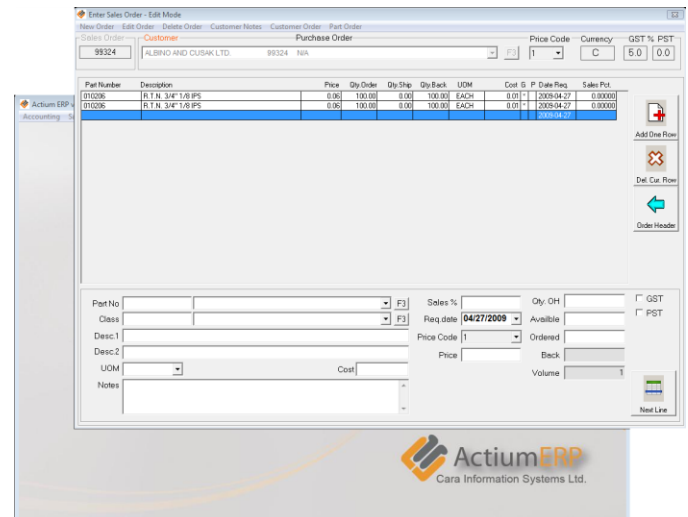 Enter Sales Order - Edit Mode
New Order Edit Order Delete Order Customer Notes Customer Order Part Order
Sales Order Customer Purchase Order Price Code Currency GST % PST
99324 ALBINO AND CUSAK LTD. 99324 N/A F3 1 C 5.0 0.0
Part Number Description Price Qty.Order Qty.Ship Qty.Back UOM Cost G P Date Req. Sales Pct.
010206 R.T.N. 3/4" 1/8 IPS 0.06 100.00 0.00 100.00 EACH 0.01 * 2009-04-27 0.00000
010206 R.T.N. 3/4" 1/8 IPS 0.06 100.00 0.00 100.00 EACH 0.01 * 2009-04-27 0.00000
2009-04-27
Actium ERP
Accounting
Add One Row
Del. Cur. Row
Order Header
Part No F3 Sales % Qty. OH GST
Class F3 Req.date 04/27/2009 Availble PST
Desc.1 Price Code 1 Ordered
Desc.2 Price Back
UOM Cost Volume 1
Notes
Next Line
ActiumERP
Cara Information Systems Ltd.